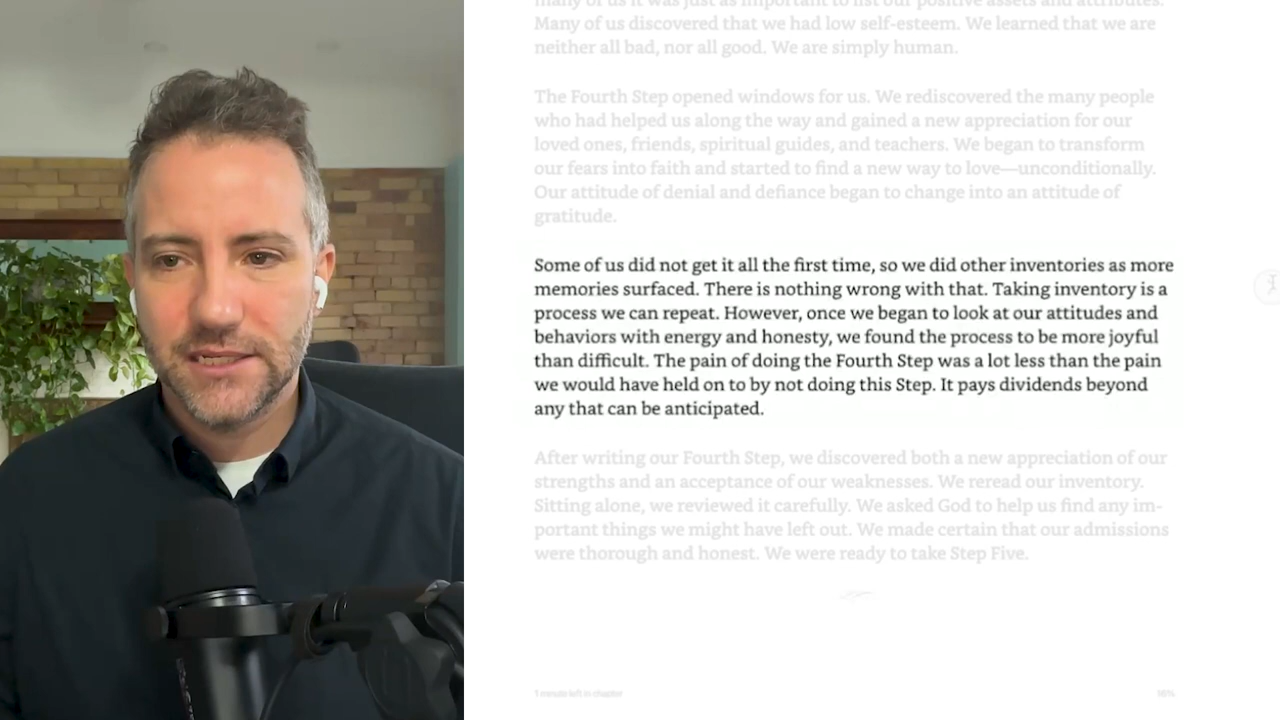 many of us it was just as important to list our positive assets and attributes.
Many of us discovered that we had low self-esteem. We learned that we are
neither all bad, nor all good. We are simply human.
The Fourth Step opened windows for us. We rediscovered the many people
who had helped us along the way and gained a new appreciation for our
loved ones, friends, spiritual guides, and teachers. We began to transform
our fears into faith and started to find a new way to love—unconditionally.
Our attitude of denial and defiance began to change into an attitude of
gratitude.
Some of us did not get it all the first time, so we did other inventories as more
memories surfaced. There is nothing wrong with that. Taking inventory is a
process we can repeat. However, once we began to look at our attitudes and
behaviors with energy and honesty, we found the process to be more joyful
than difficult. The pain of doing the Fourth Step was a lot less than the pain
we would have held on to by not doing this Step. It pays dividends beyond
any that can be anticipated.
After writing our Fourth Step, we discovered both a new appreciation of our
strengths and an acceptance of our weaknesses. We reread our inventory.
Sitting alone, we reviewed it carefully. We asked God to help us find any im-
portant things we might have left out. We made certain that our admissions
were thorough and honest. We were ready to take Step Five.
1 minute left in chapter
16%